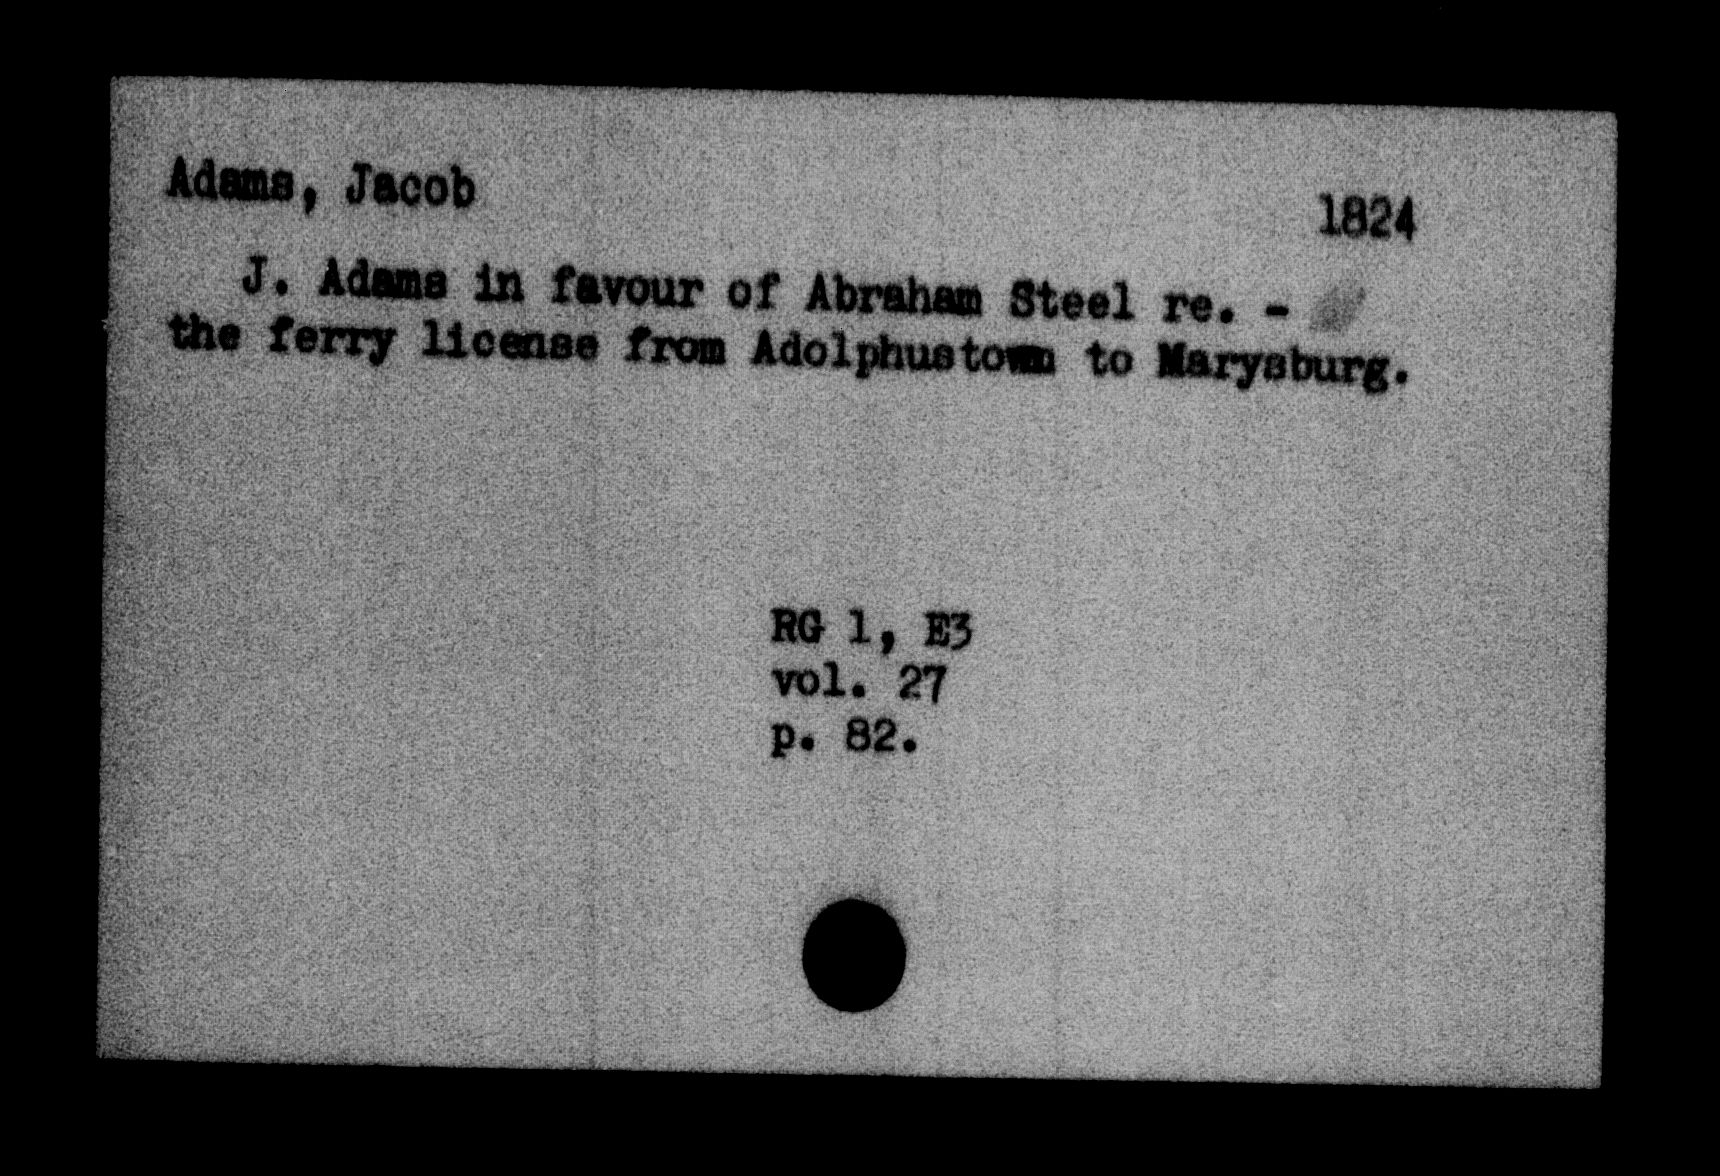 Adams, Jacob
1824
J. Adams in favour of Abraham Steel re. -
the ferry license from Adolphustown to Marysburg.
RG 1, E3
vol. 27
p. 82.